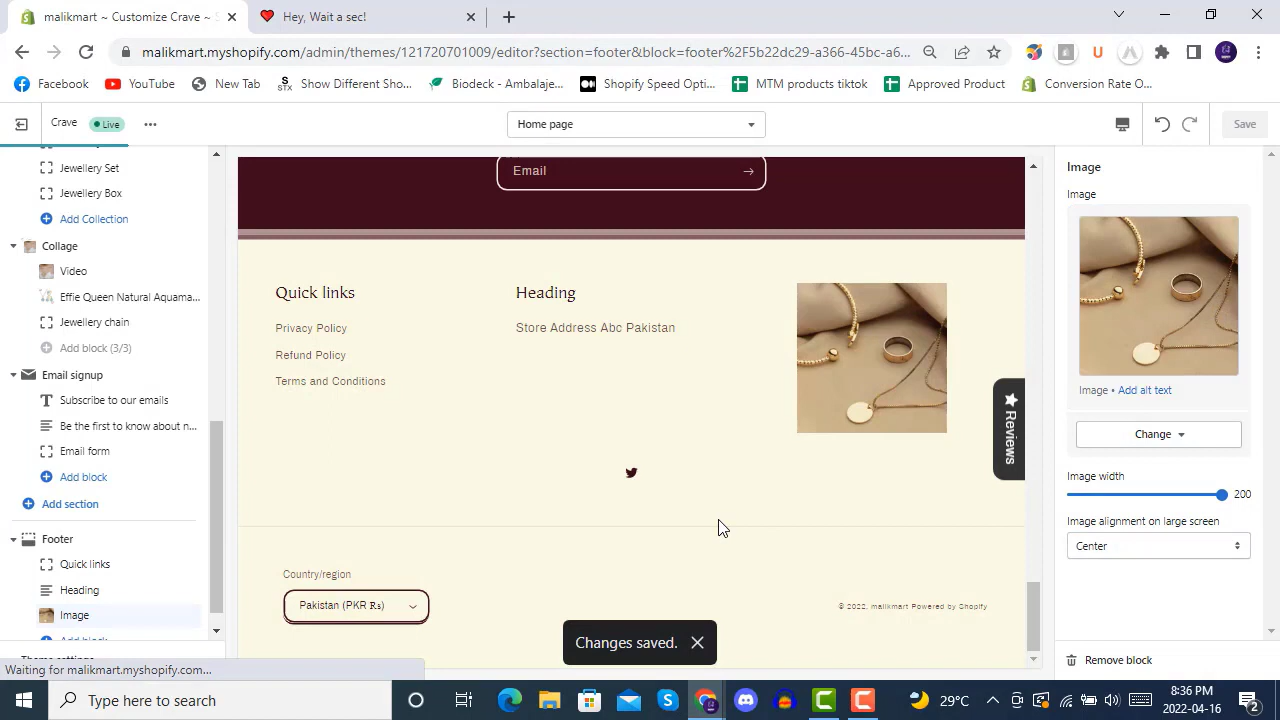 malikmart ~ Customize Crave ~ S
Hey, Wait a sec!
malikmart.myshopify.com/admin/themes/121720701009/editor?section=footer&block=footer%2F5b22dc29-a366-45bc-a6...
Facebook
YouTube
New Tab
STX
Show Different Sho...
Biodeck - Ambalaje...
Shopify Speed Opti...
MTM products tiktok
Approved Product
Conversion Rate O...
Crave
Live
Home page
Save
Jewellery Set
Jewellery Box
Add Collection
Collage
Video
Effie Queen Natural Aquama...
Jewellery chain
Add block (3/3)
Email signup
Subscribe to our emails
Be the first to know about n...
Email form
Add block
Add section
Footer
Quick links
Heading
Image
Email
Quick links
Privacy Policy
Refund Policy
Terms and Conditions
Heading
Store Address Abc Pakistan
Reviews
Country/region
Pakistan (PKR ₨)
© 2022, malikmart Powered by Shopify
Changes saved.
Image
Image
Image • Add alt text
Change
Image width
200
Image alignment on large screen
Center
Remove block
Waiting for malikmart.myshopify.com...
Type here to search
29°C
8:36 PM
2022-04-16
2